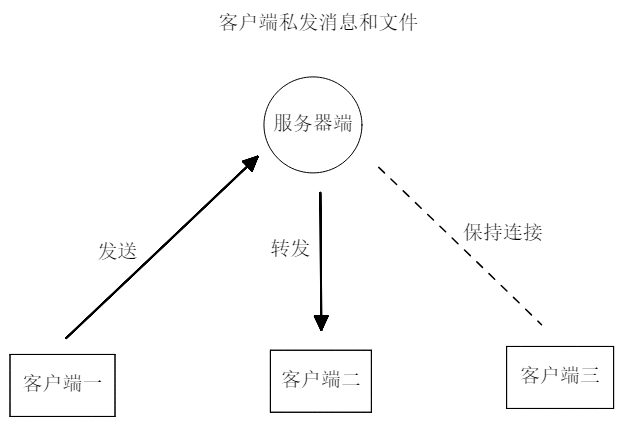 客户端私发消息和文件
服务器端
发送
转发
保持连接
客户端一
客户端二
客户端三